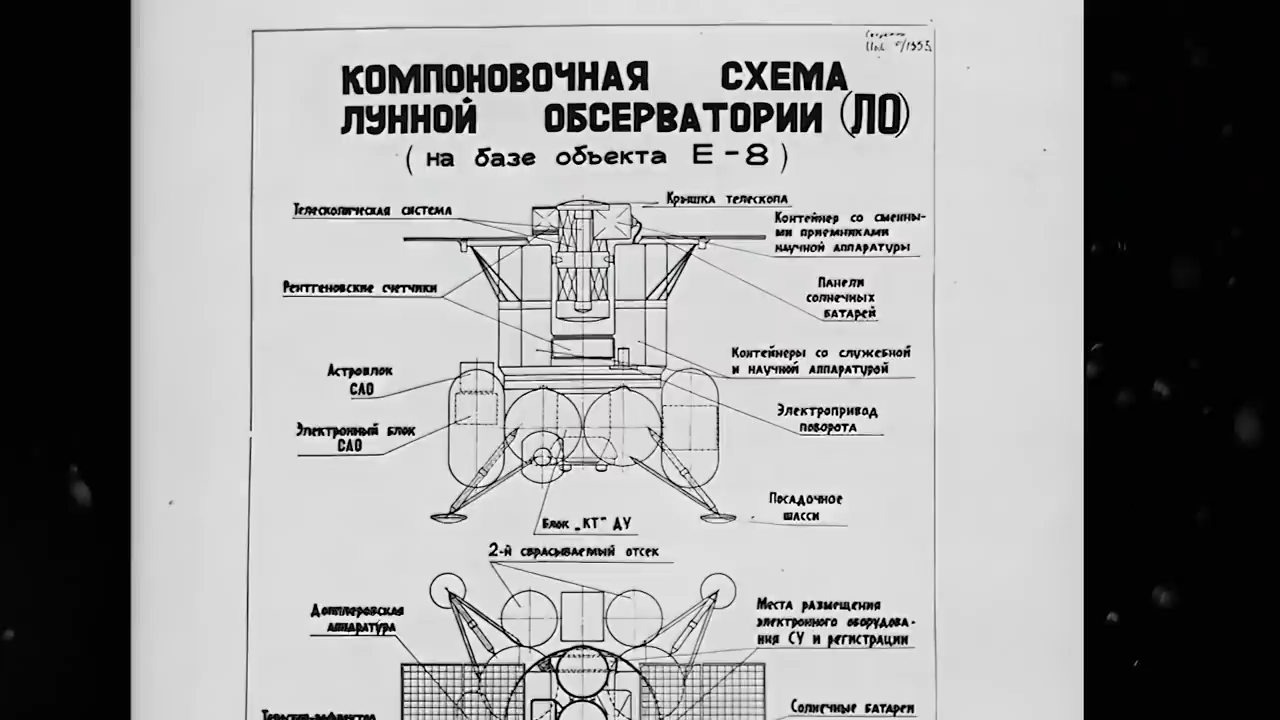 КОМПОНОВОЧНАЯ СХЕМА
ЛУННОЙ ОБСЕРВАТОРИИ (ЛО)
(на базе объекта Е-8)
Телескопическая система
Крышка телескопа
Контейнер со сменны-
ми приемниками
научной аппаратуры
Рентгеновские счетчики
Панели
солнечных
батарей
Контейнеры со служебной
и научной аппаратурой
Астроблок
САО
Электропривод
поворота
Электронный блок
САО
Посадочное
шасси
Блок „КТ" ДУ
2-й сбрасываемый отсек
Допплеровская
аппаратура
Места размещения
электронного оборудова-
ния СУ и регистрации
Солнечные батареи